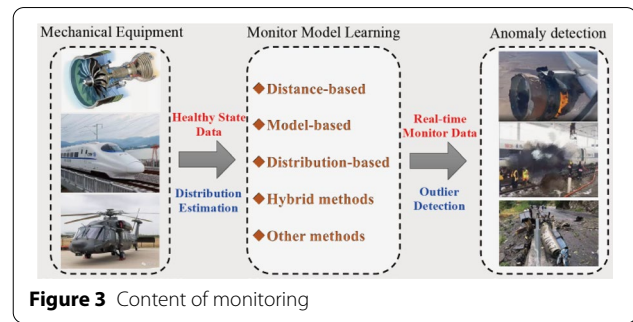 Mechanical Equipment
Monitor Model Learning
Anomaly detection
Healthy State
Data
Distribution
Estimation
◆Distance-based
◆Model-based
◆Distribution-based
◆Hybrid methods
◆Other methods
Real-time
Monitor Data
Outlier
Detection
Figure 3 Content of monitoring